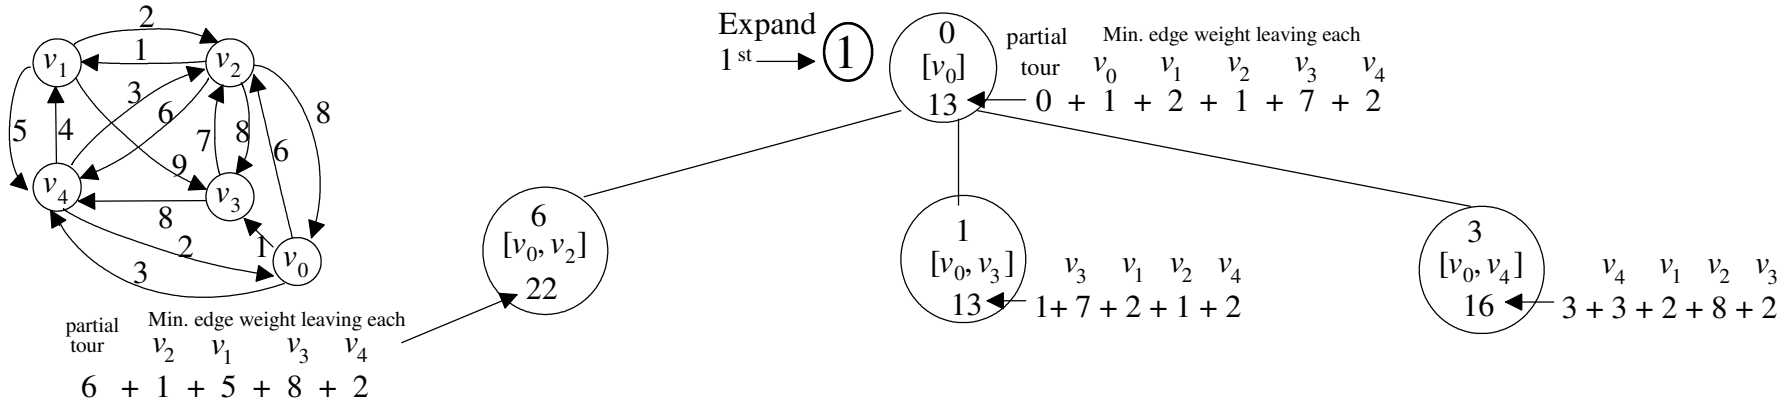 2
v1
1
v2
3
6
8
5
4
7
8
6
9
v4
v3
8
1
2
v0
3
Expand
1 st
1
0
[v0]
13
partial
tour
Min. edge weight leaving each
v0 v1 v2 v3 v4
0 + 1 + 2 + 1 + 7 + 2
6
[v0, v2]
22
partial
tour
Min. edge weight leaving each
v2 v1 v3 v4
6 + 1 + 5 + 8 + 2
1
[v0, v3]
13
v3 v1 v2 v4
1+ 7 + 2 + 1 + 2
3
[v0, v4]
16
v4 v1 v2 v3
3 + 3 + 2 + 8 + 2